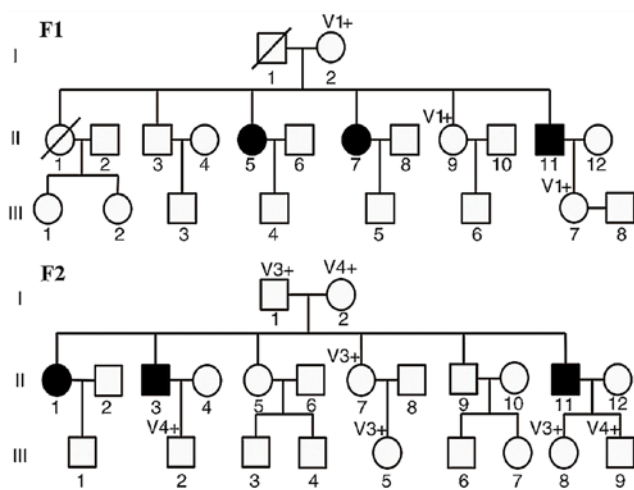 F1
V1+
I
1 2
V1+
II
1 2 3 4 5 6 7 8 9 10 11 12
V1+
III
1 2 3 4 5 6 7 8
F2
V3+ V4+
I
1 2
V3+
II
1 2 3 4 5 6 7 8 9 10 11 12
V4+ V3+ V3+ V4+
III
1 2 3 4 5 6 7 8 9